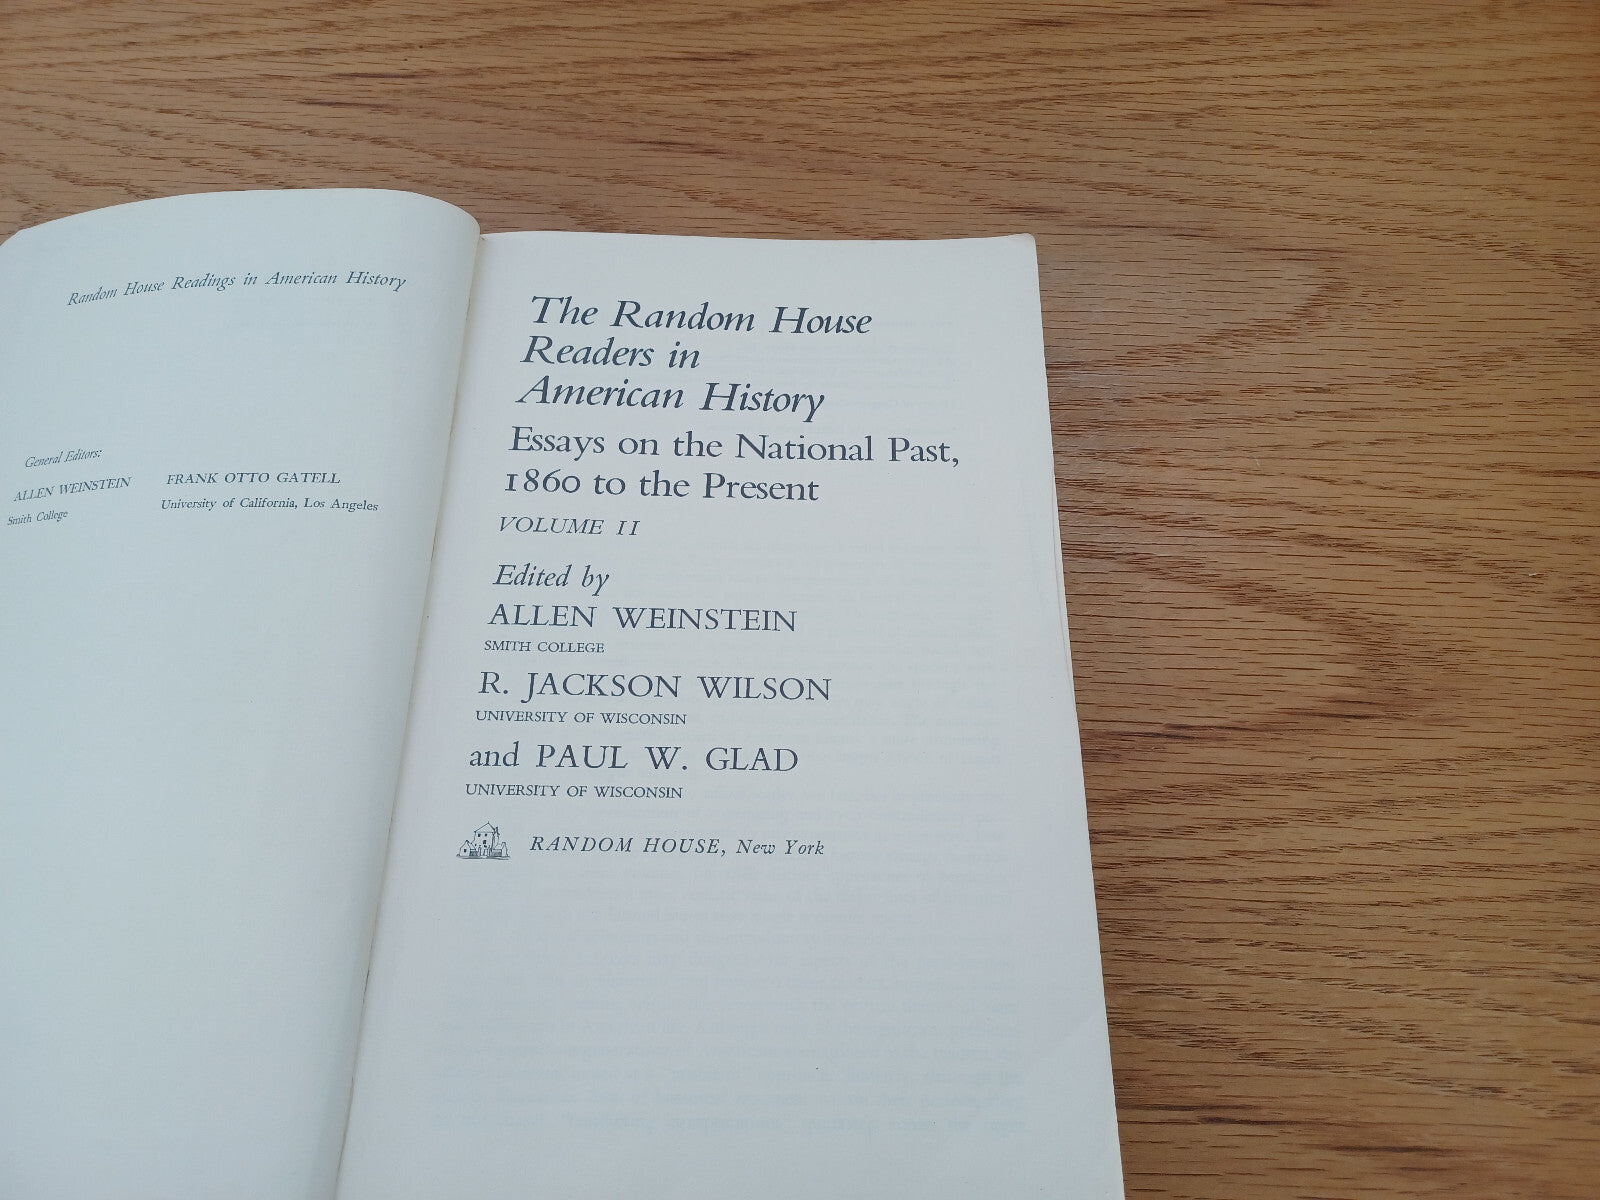 Random House Readings in American History
General Editors:
ALLEN WEINSTEIN
Smith College
FRANK OTTO GATELL
University of California, Los Angeles
The Random House
Readers in
American History
Essays on the National Past,
1860 to the Present
VOLUME II
Edited by
ALLEN WEINSTEIN
SMITH COLLEGE
R. JACKSON WILSON
UNIVERSITY OF WISCONSIN
and PAUL W. GLAD
UNIVERSITY OF WISCONSIN
RANDOM HOUSE, New York